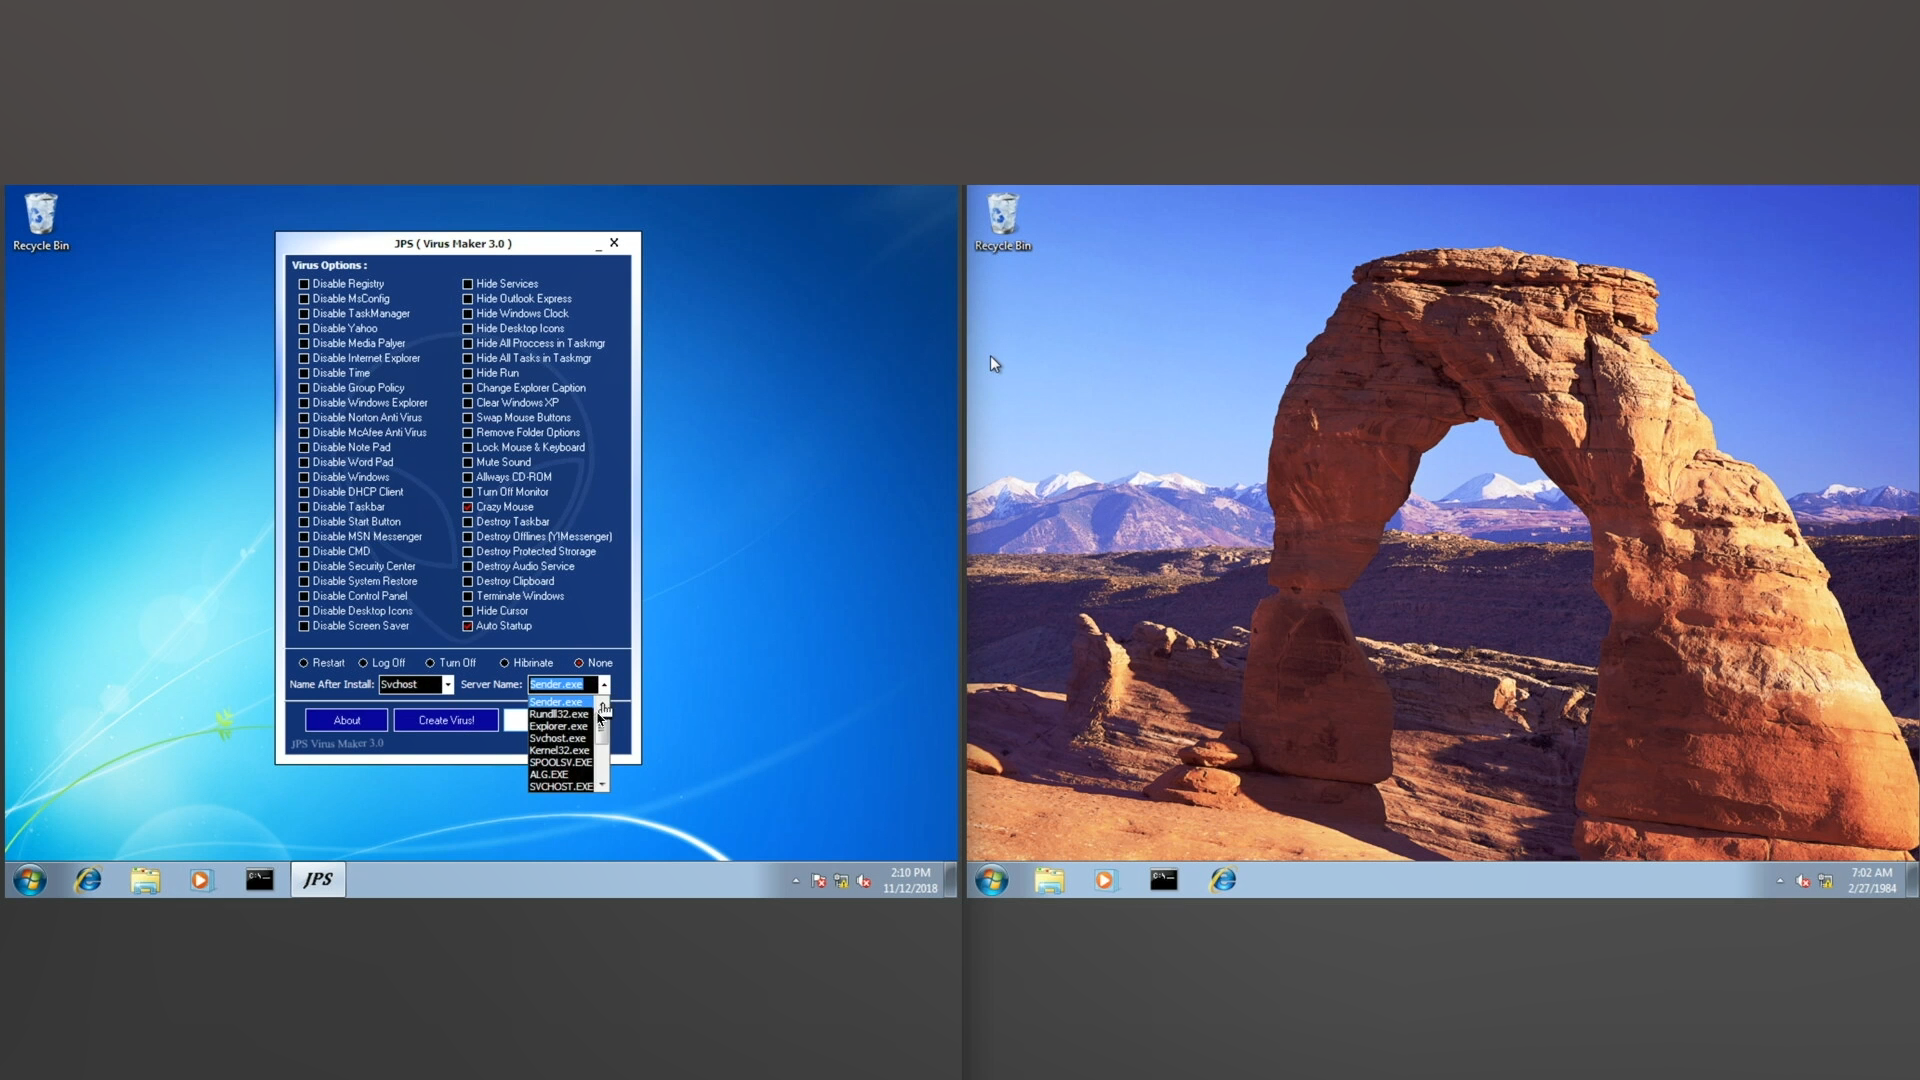 Recycle Bin
JPS ( Virus Maker 3.0 )
Virus Options :
Disable Registry
Disable MsConfig
Disable TaskManager
Disable Yahoo
Disable Media Palyer
Disable Internet Explorer
Disable Time
Disable Group Policy
Disable Windows Explorer
Disable Norton Anti Virus
Disable McAfee Anti Virus
Disable Note Pad
Disable Word Pad
Disable Windows
Disable DHCP Client
Disable Taskbar
Disable Start Button
Disable MSN Messenger
Disable CMD
Disable Security Center
Disable System Restore
Disable Control Panel
Disable Desktop Icons
Disable Screen Saver
Hide Services
Hide Outlook Express
Hide Windows Clock
Hide Desktop Icons
Hide All Proccess in Taskmgr
Hide All Tasks in Taskmgr
Hide Run
Change Explorer Caption
Clear Windows XP
Swap Mouse Buttons
Remove Folder Options
Lock Mouse & Keyboard
Mute Sound
Allways CD-ROM
Turn Off Monitor
Crazy Mouse
Destroy Taskbar
Destroy Offlines (Y!Messenger)
Destroy Protected Strorage
Destroy Audio Service
Destroy Clipboard
Terminate Windows
Hide Cursor
Auto Startup
Restart Log Off Turn Off Hibrinate None
Name After Install: Svchost Server Name: Sender.exe
Sender.exe
Rundll32.exe
Explorer.exe
Svchost.exe
Kernel32.exe
SPOOLSV.EXE
ALG.EXE
SVCHOST.EXE
About Create Virus!
JPS Virus Maker 3.0
JPS
2:10 PM
11/12/2018
Recycle Bin
7:02 AM
2/27/1984